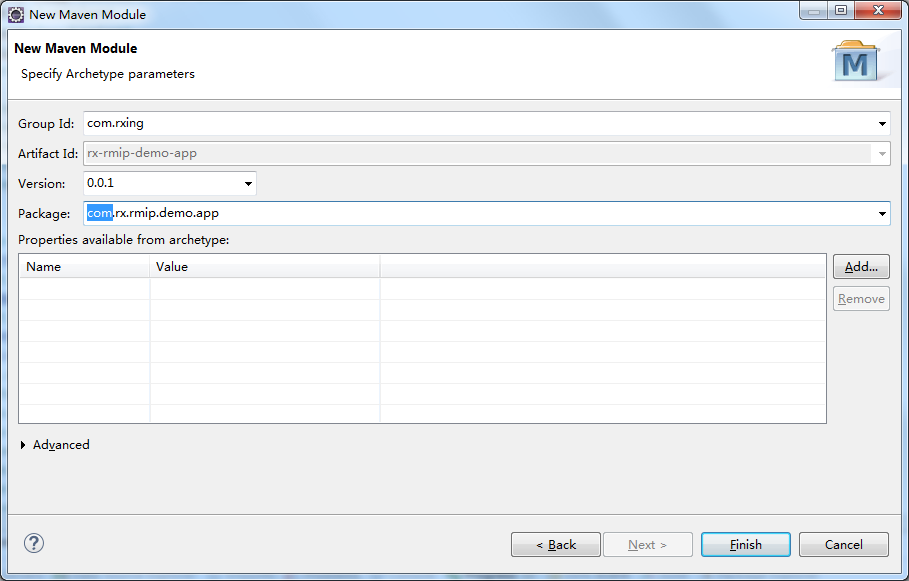 New Maven Module
New Maven Module
Specify Archetype parameters
M
Group Id: com.rxing
Artifact Id: rx-rmip-demo-app
Version: 0.0.1
Package: com.rx.rmip.demo.app
Properties available from archetype:
Name Value
Add...
Remove
Advanced
? < Back Next > Finish Cancel